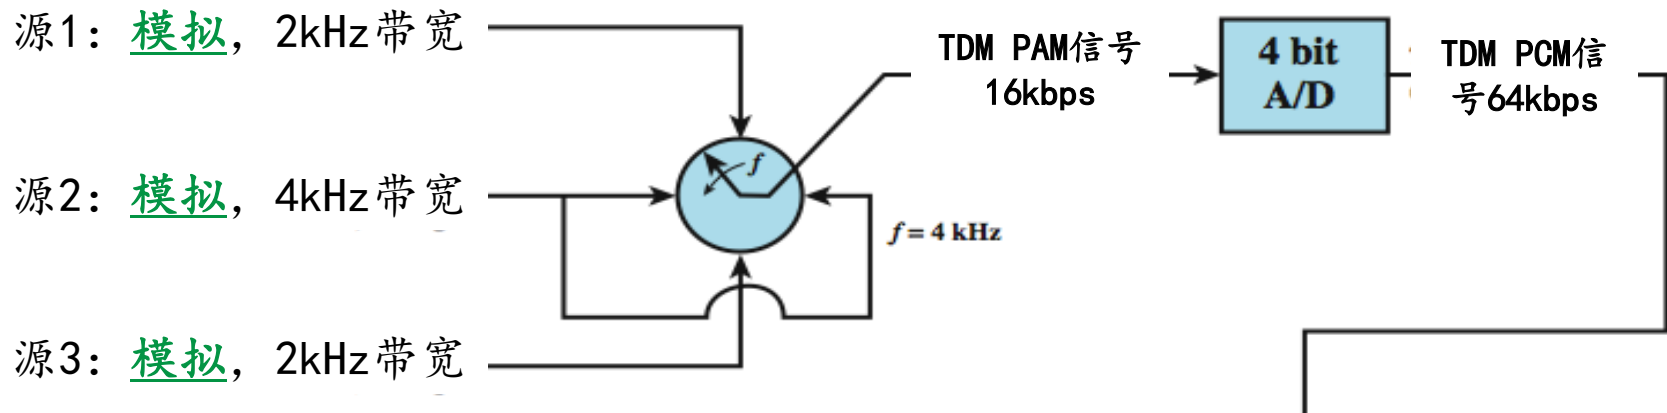 源1：模拟，2kHz带宽
TDM PAM信号
16kbps
4 bit
A/D
TDM PCM信
号64kbps
f
源2：模拟，4kHz带宽
f = 4 kHz
源3：模拟，2kHz带宽